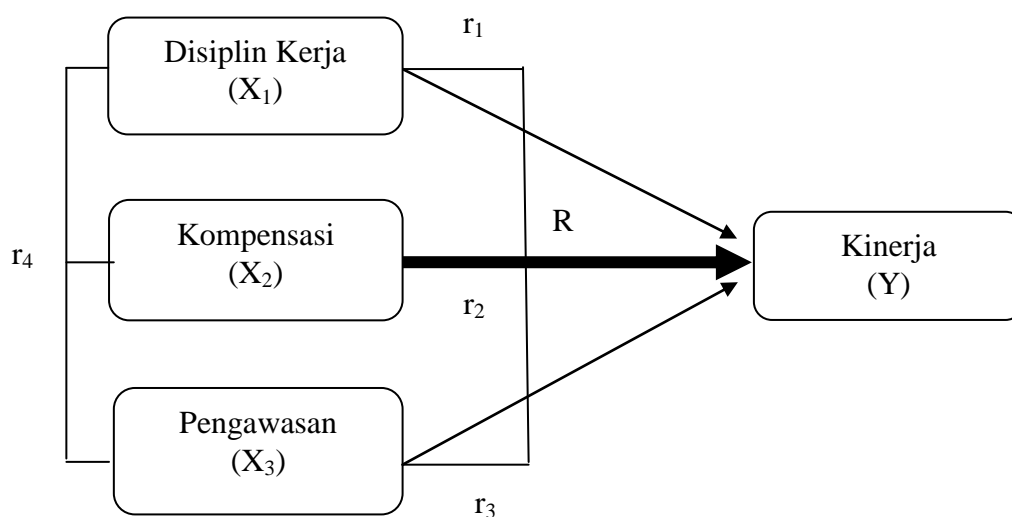 r₁
Disiplin Kerja
(X₁)
R
Kompensasi
(X₂)
r₄
r₂
Kinerja
(Y)
Pengawasan
(X₃)
r₃